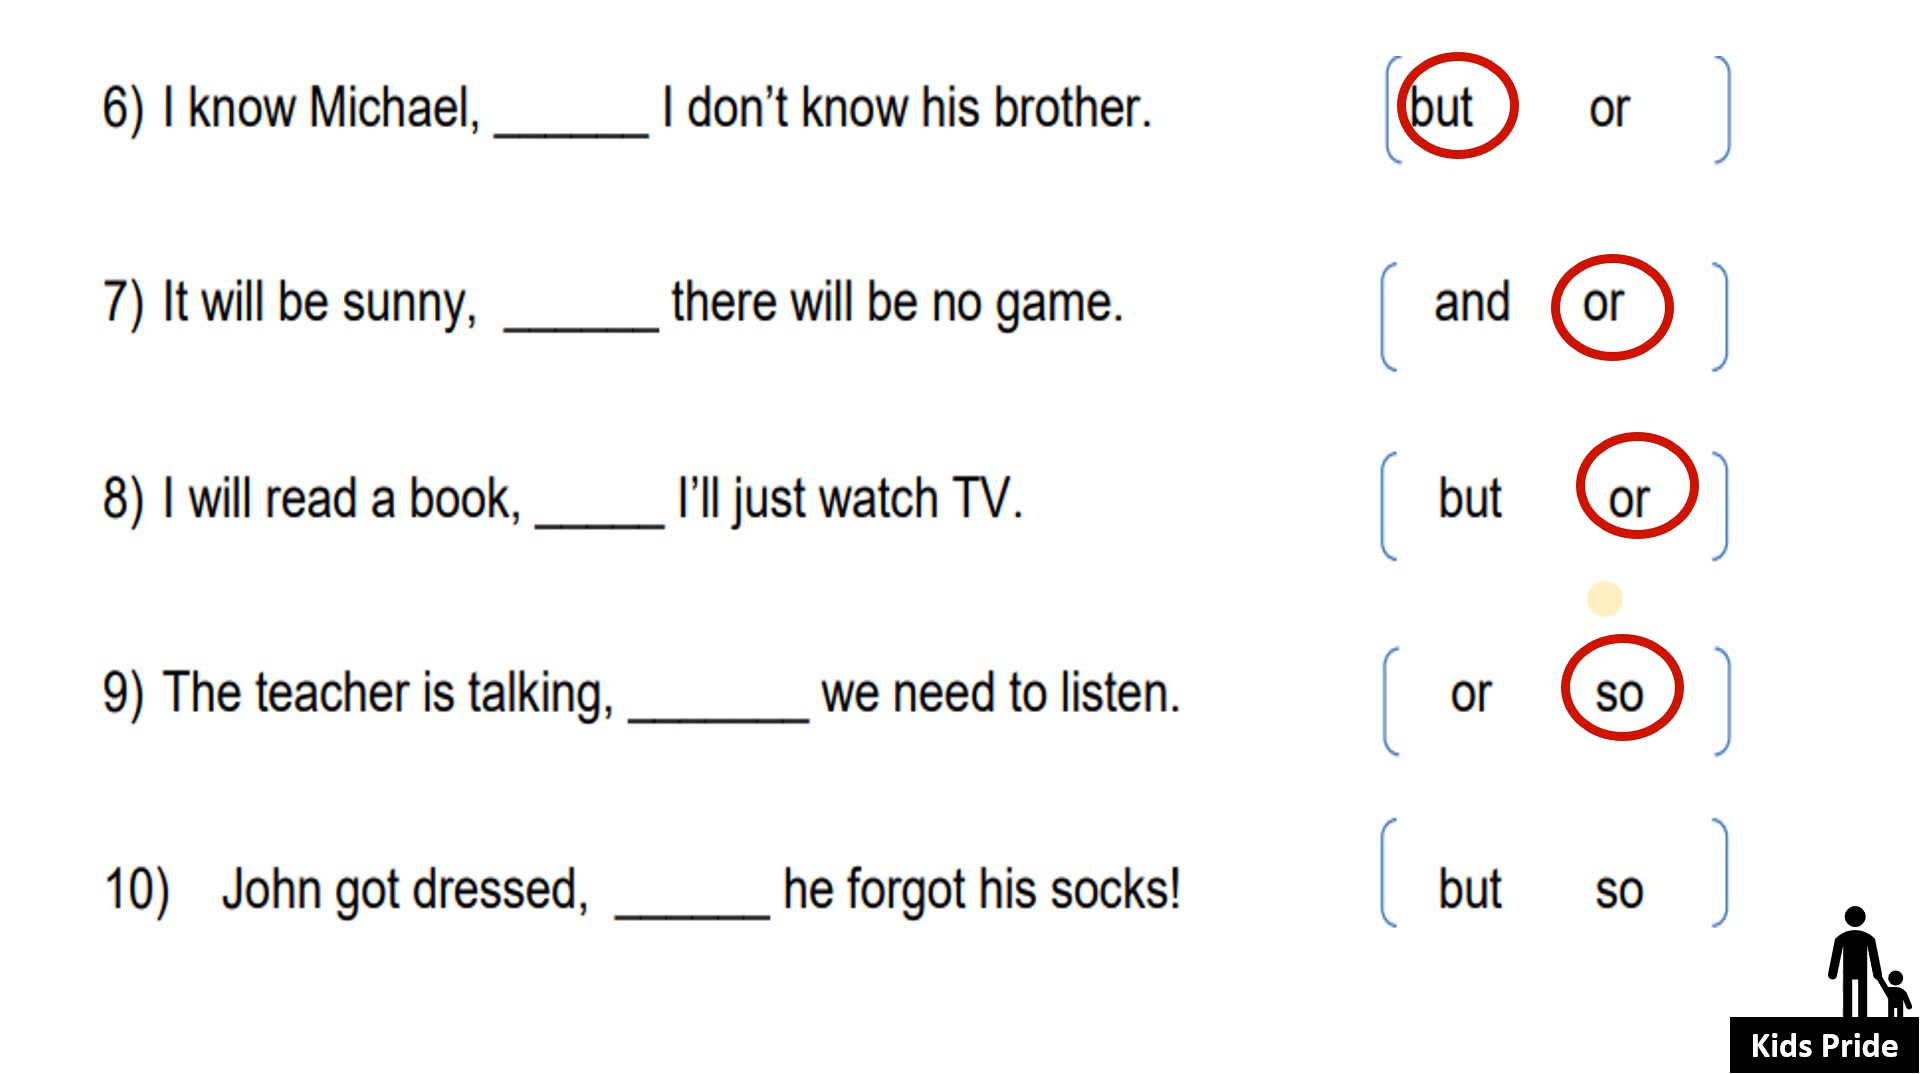 6) I know Michael, ______ I don’t know his brother. but or
7) It will be sunny, ______ there will be no game. and or
8) I will read a book, _____ I’ll just watch TV. but or
9) The teacher is talking, _______ we need to listen. or so
10) John got dressed, ______ he forgot his socks! but so
Kids Pride